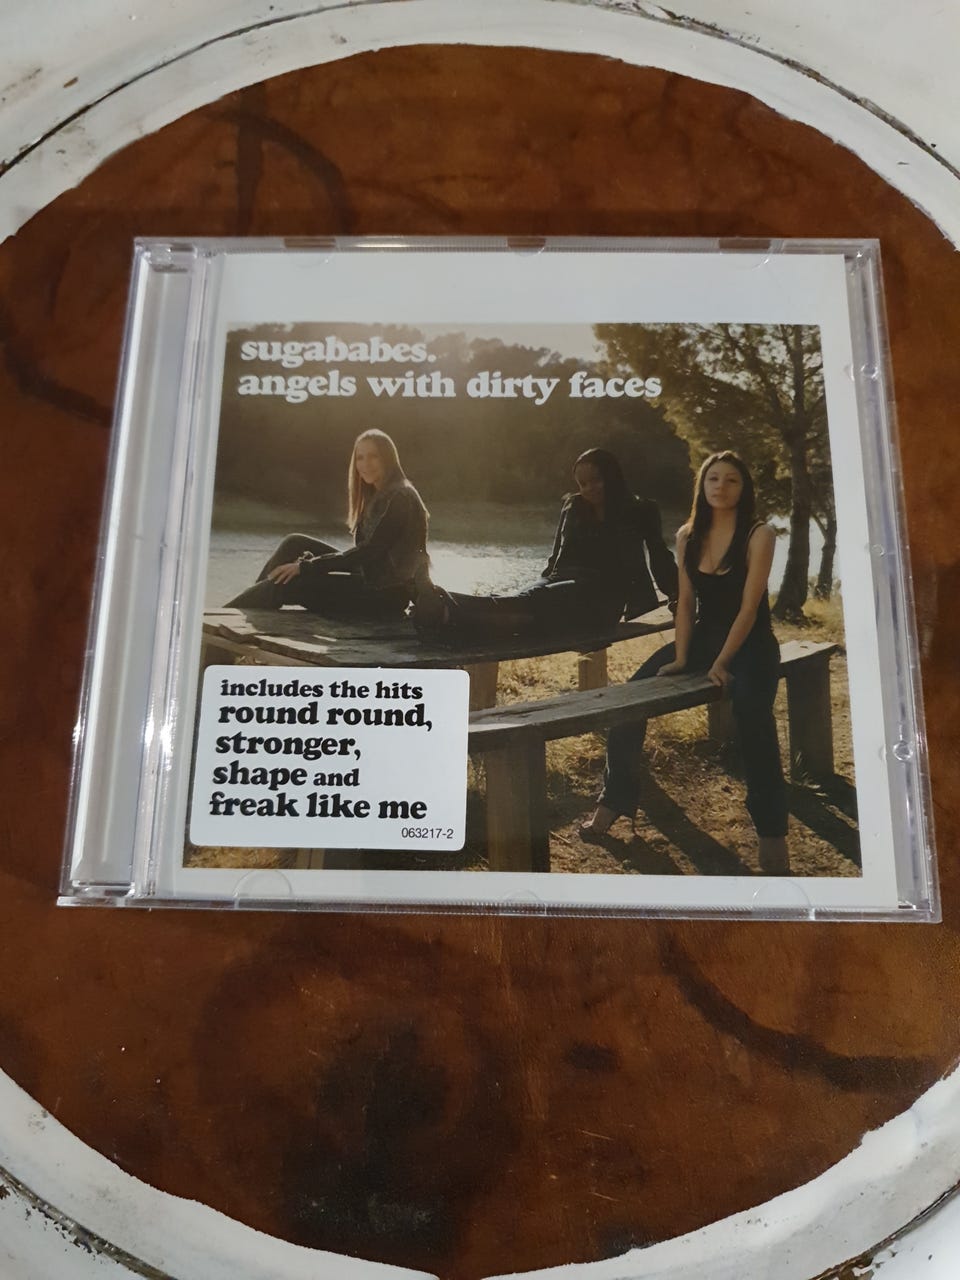 sugababes.
angels with dirty faces
includes the hits
round round,
stronger,
shape and
freak like me
063217-2